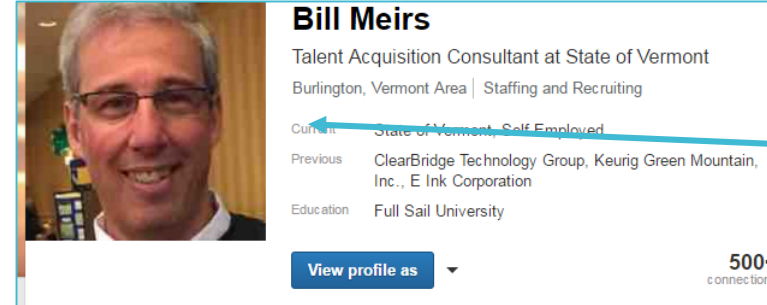 Bill Meirs
Talent Acquisition Consultant at State of Vermont
Burlington, Vermont Area | Staffing and Recruiting
Current State of Vermont, Self Employed
Previous ClearBridge Technology Group, Keurig Green Mountain,
Inc., E Ink Corporation
Education Full Sail University
View profile as
500+
connection